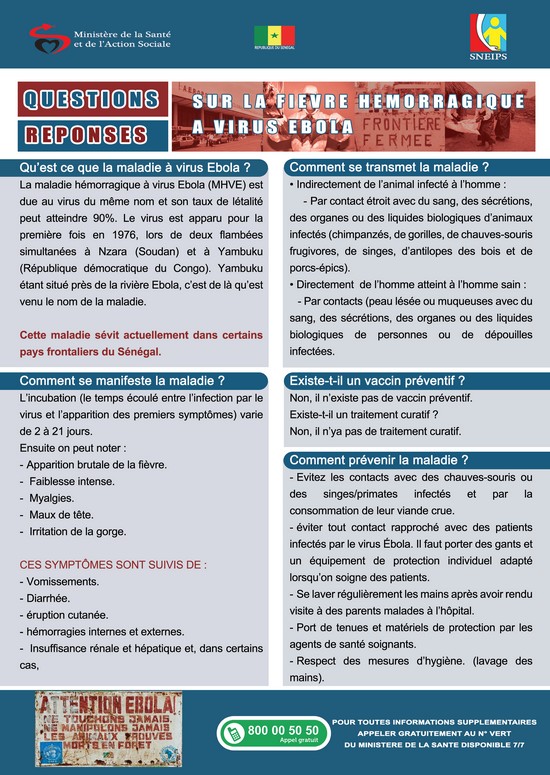 Ministère de la Santé
et de l'Action Sociale
REPUBLIQUE DU SENEGAL
SNEIPS
QUESTIONS
REPONSES
SUR LA FIEVRE HEMORRAGIQUE
A VIRUS EBOLA
FRONTIÈRE
FERMEE
Qu'est ce que la maladie à virus Ebola ?
La maladie hémorragique à virus Ebola (MHVE) est
due au virus du même nom et son taux de létalité
peut atteindre 90%. Le virus est apparu pour la
première fois en 1976, lors de deux flambées
simultanées à Nzara (Soudan) et à Yambuku
(République démocratique du Congo). Yambuku
étant situé près de la rivière Ebola, c'est de là qu'est
venu le nom de la maladie.
Cette maladie sévit actuellement dans certains
pays frontaliers du Sénégal.
Comment se manifeste la maladie ?
L'incubation (le temps écoulé entre l'infection par le
virus et l'apparition des premiers symptômes) varie
de 2 à 21 jours.
Ensuite on peut noter :
- Apparition brutale de la fièvre.
- Faiblesse intense.
- Myalgies.
- Maux de tête.
- Irritation de la gorge.
CES SYMPTÔMES SONT SUIVIS DE :
- Vomissements.
- Diarrhée.
- éruption cutanée.
- hémorragies internes et externes.
- Insuffisance rénale et hépatique et, dans certains
cas,
Comment se transmet la maladie ?
• Indirectement de l'animal infecté à l'homme :
- Par contact étroit avec du sang, des sécrétions,
des organes ou des liquides biologiques d'animaux
infectés (chimpanzés, de gorilles, de chauves-souris
frugivores, de singes, d'antilopes des bois et de
porcs-épics).
• Directement de l'homme atteint à l'homme sain :
- Par contacts (peau lésée ou muqueuses avec du
sang, des sécrétions, des organes ou des liquides
biologiques de personnes ou de dépouilles
infectées.
Existe-t-il un vaccin préventif ?
Non, il n'existe pas de vaccin préventif.
Existe-t-il un traitement curatif ?
Non, il n'ya pas de traitement curatif.
Comment prévenir la maladie ?
- Evitez les contacts avec des chauves-souris ou
des singes/primates infectés et par la
consommation de leur viande crue.
- éviter tout contact rapproché avec des patients
infectés par le virus Ébola. Il faut porter des gants et
un équipement de protection individuel adapté
lorsqu'on soigne des patients.
- Se laver régulièrement les mains après avoir rendu
visite à des parents malades à l'hôpital.
- Port de tenues et matériels de protection par les
agents de santé soignants.
- Respect des mesures d'hygiène. (lavage des
mains).
ATTENTION EBOLA!
NE TOUCHONS JAMAIS,
NE MANIPULONS JAMAIS
LES ANIMAUX TROUVES
MORTS EN FORET
800 00 50 50
Appel gratuit
POUR TOUTES INFORMATIONS SUPPLEMENTAIRES
APPELER GRATUITEMENT AU N° VERT
DU MINISTERE DE LA SANTE DISPONIBLE 7/7